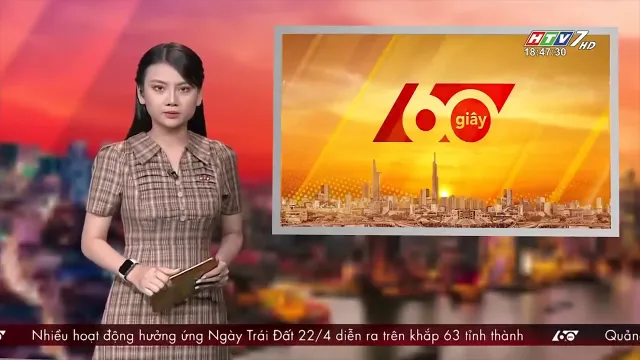 HTV7 HD
18:47:30
60
giây
Nhiều hoạt động hưởng ứng Ngày Trái Đất 22/4 diễn ra trên khắp 63 tỉnh thành
60
Quản